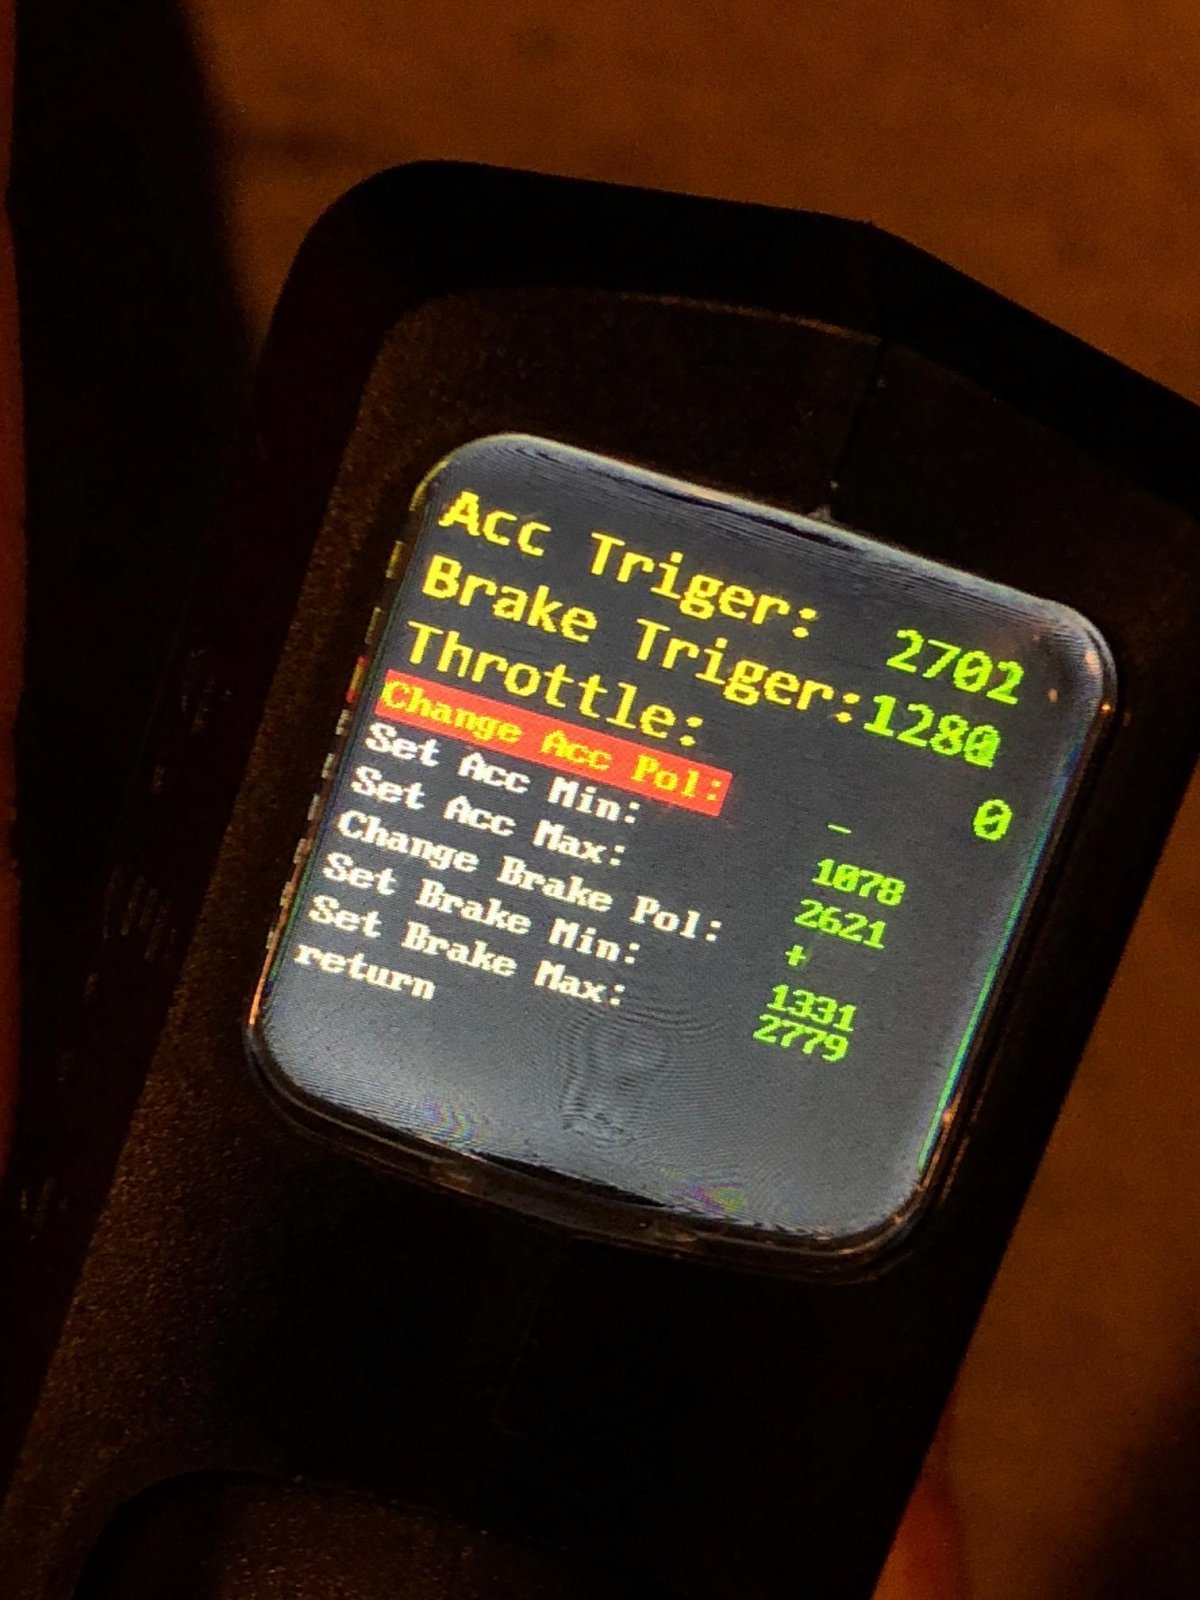 Acc Triger: 2702
Brake Triger:1280
Throttle: 0
Change Acc Pol: -
Set Acc Min: 1078
Set Acc Max: 2621
Change Brake Pol: +
Set Brake Min: 1331
Set Brake Max: 2779
return